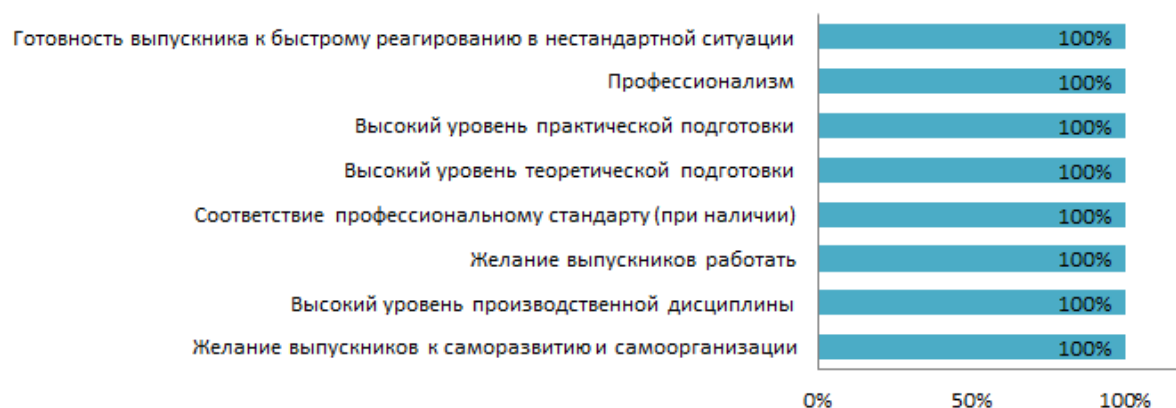 Готовность выпускника к быстрому реагированию в нестандартной ситуации 100%
Профессионализм 100%
Высокий уровень практической подготовки 100%
Высокий уровень теоретической подготовки 100%
Соответствие профессиональному стандарту (при наличии) 100%
Желание выпускников работать 100%
Высокий уровень производственной дисциплины 100%
Желание выпускников к саморазвитию и самоорганизации 100%
0% 50% 100%